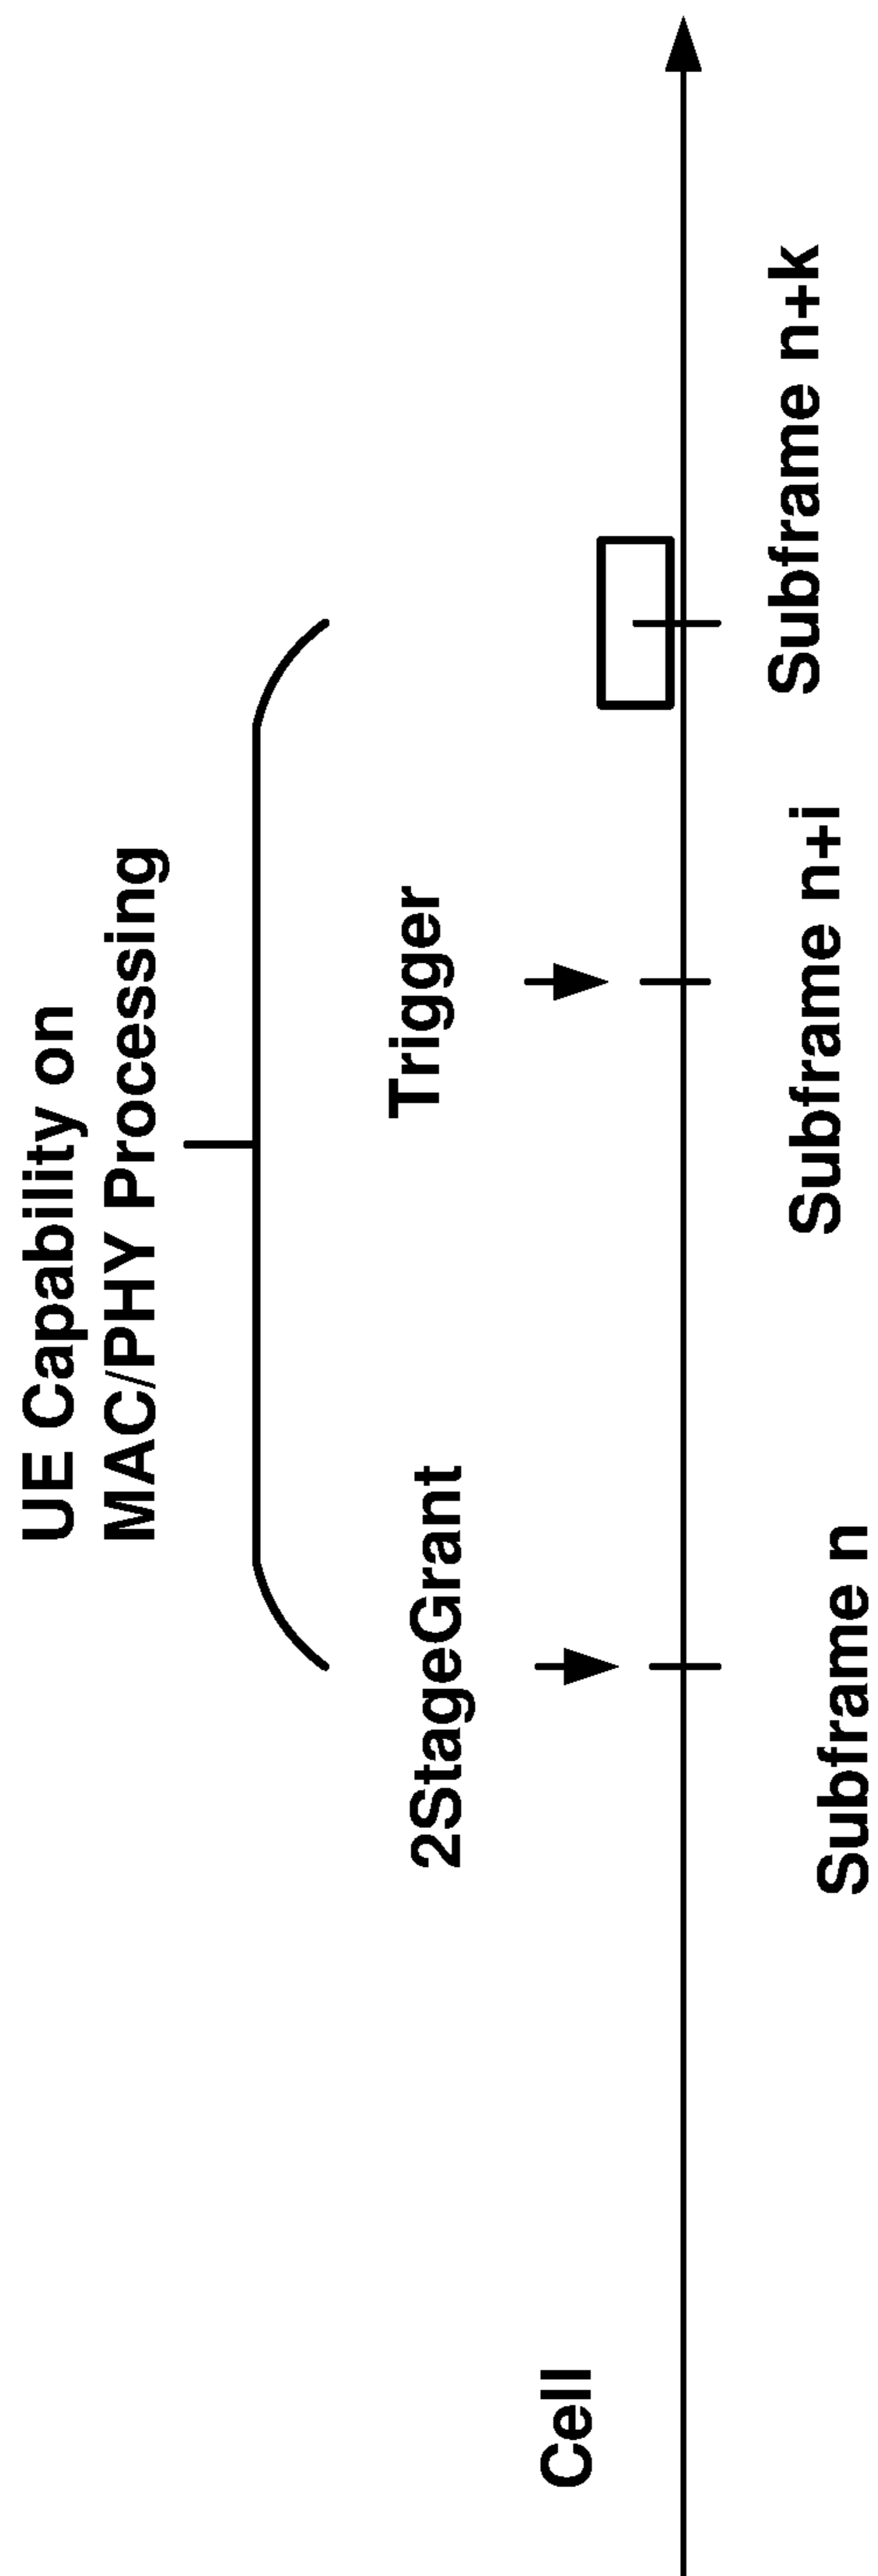 UE Capability on
MAC/PHY Processing
2StageGrant
Trigger
Cell
Subframe n
Subframe n+i
Subframe n+k